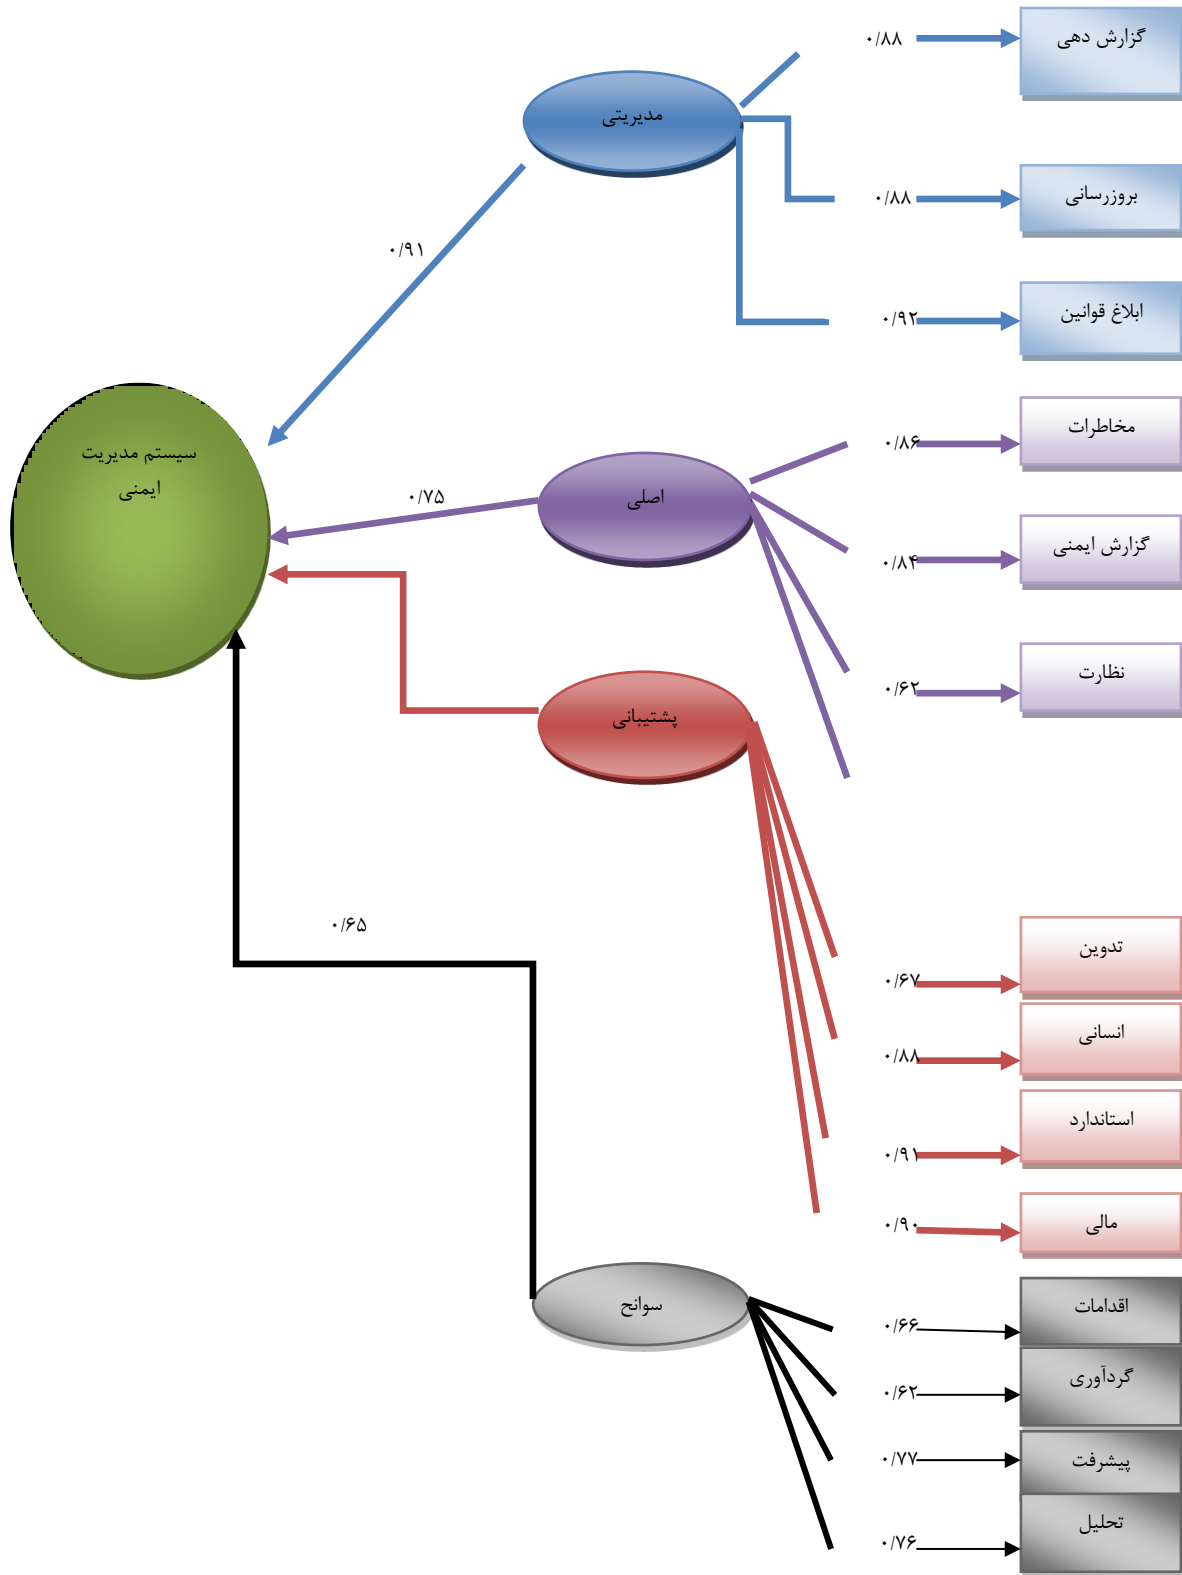 ۰/۸۸
گزارش دهی
مدیریتی
۰/۸۸
بروزرسانی
۰/۹۱
۰/۹۲
ابلاغ قوانین
سیستم مدیریت
ایمنی
۰/۸۶
مخاطرات
۰/۷۵
اصلی
۰/۸۴
گزارش ایمنی
۰/۶۲
نظارت
پشتیبانی
۰/۶۵
۰/۶۷
تدوین
۰/۸۸
انسانی
۰/۹۱
استاندارد
۰/۹۰
مالی
سوانح
۰/۶۶
اقدامات
۰/۶۲
گردآوری
۰/۷۷
پیشرفت
۰/۷۶
تحلیل